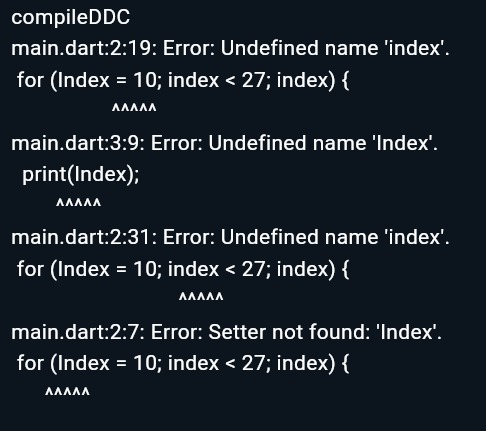 compileDDC
main.dart:2:19: Error: Undefined name 'index'.
for (Index = 10; index < 27; index) {
^^^^^
main.dart:3:9: Error: Undefined name 'Index'.
print(Index);
^^^^^
main.dart:2:31: Error: Undefined name 'index'.
for (Index = 10; index < 27; index) {
^^^^^
main.dart:2:7: Error: Setter not found: 'Index'.
for (Index = 10; index < 27; index) {
^^^^^